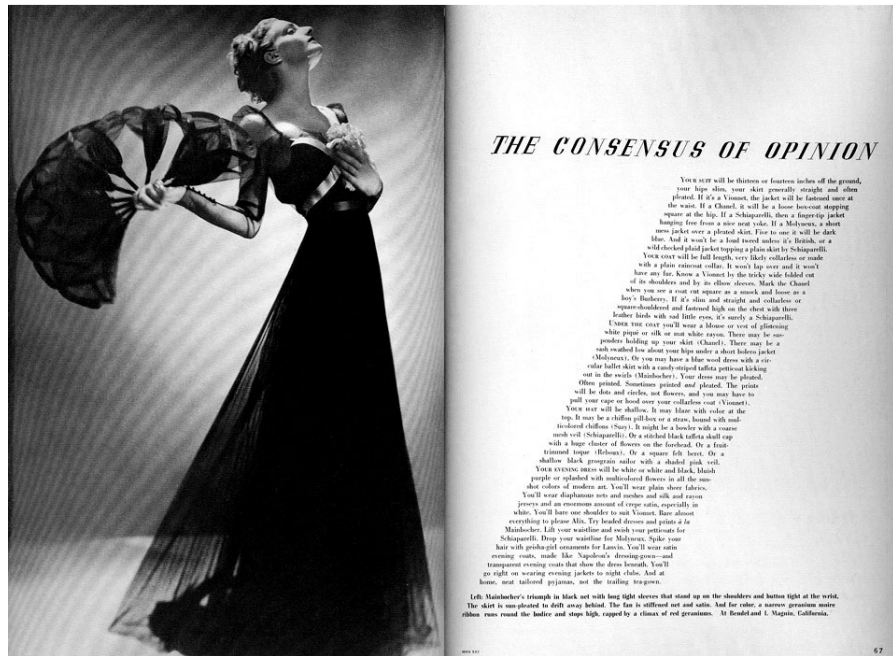 THE CONSENSUS OF OPINION
YOUR SUIT will be thirteen or fourteen inches off the ground,
your hips slim, your skirt generally straight and often
pleated. If it's a Vionnet, the jacket will be fastened once at
the waist. If a Chanel, it will be a loose box-coat stopping
square at the hip. If a Schiaparelli, then a finger-tip jacket
hanging free from a nice neat yoke. If a Molyneux, a short
mess jacket over a pleated skirt. Five to one it will be dark
blue. And it won't be a loud tweed unless it's British, or a
wild checked plaid jacket topping a plain skirt by Schiaparelli.
YOUR COAT will be full length, very likely collarless or made
with a plain raincoat collar. It won't lap over and it won't
have any fur. Know a Vionnet by the tricky wide folded cut
of its shoulders and by its elbow sleeves. Mark the Chanel
when you see a coat cut square as a smock and loose as a
boy's Burberry. If it's slim and straight and collarless or
square-shouldered and fastened high on the chest with three
leather birds with sad little eyes, it's surely a Schiaparelli.
UNDER THE COAT you'll wear a blouse or vest of glistening
white piqué or silk or mat white rayon. There may be sus-
penders holding up your skirt (Chanel). There may be a
sash swathed low about your hips under a short bolero jacket
(Molyneux). Or you may have a blue wool dress with a cir-
cular ballet skirt with a candy-striped taffeta petticoat kicking
out in the swirls (Mainbocher). Your dress may be pleated.
Often printed. Sometimes printed and pleated. The prints
will be dots and circles, not flowers, and you may have to
pull your cape or hood over your collarless coat (Vionnet).
YOUR HAT will be shallow. It may blaze with color at the
top. It may be a chiffon pill-box or a straw, bound with mul-
ticolored chiffons (Suzy). It might be a bowler with a coarse
mesh veil (Schiaparelli). Or a stitched black taffeta skull cap
with a huge cluster of flowers on the forehead. Or a fruit-
trimmed toque (Reboux). Or a square felt beret. Or a
shallow black grosgrain sailor with a shaded pink veil.
YOUR EVENING DRESS will be white or white and black, bluish
purple or splashed with multicolored flowers in all the sun-
shot colors of modern art. You'll wear plain sheer fabrics.
You'll wear diaphanous nets and meshes and silk and rayon
jerseys and an enormous amount of crepe satin, especially in
white. You'll bare one shoulder to suit Vionnet. Bare almost
everything to please Alix. Try beaded dresses and prints à la
Mainbocher. Lift your waistline and swish your petticoats for
Schiaparelli. Drop your waistline for Molyneux. Spike your
hair with geisha-girl ornaments for Lanvin. You'll wear satin
evening coats, made like Napoleon's dressing-gown—and
transparent evening coats that show the dress beneath. You'll
go right on wearing evening jackets to night clubs. And at
home, neat tailored pyjamas, not the trailing tea-gown.
Left: Mainbocher's triumph in black net with long tight sleeves that stand up on the shoulders and button tight at the wrist.
The skirt is sun-pleated to drift away behind. The fan is stiffened net and satin. And for color, a narrow geranium moire
ribbon runs round the bodice and stops high, capped by a climax of red geraniums. At Bendel and I. Magnin, California.
MAN RAY
67